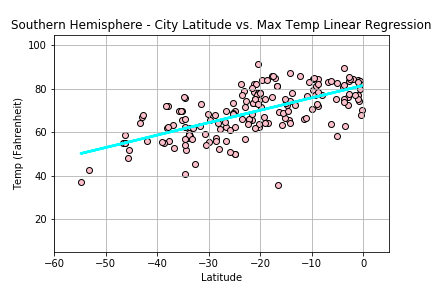 Southern Hemisphere - City Latitude vs. Max Temp Linear Regression
100
80
60
40
20
Temp (Fahrenheit)
−60 −50 −40 −30 −20 −10 0
Latitude